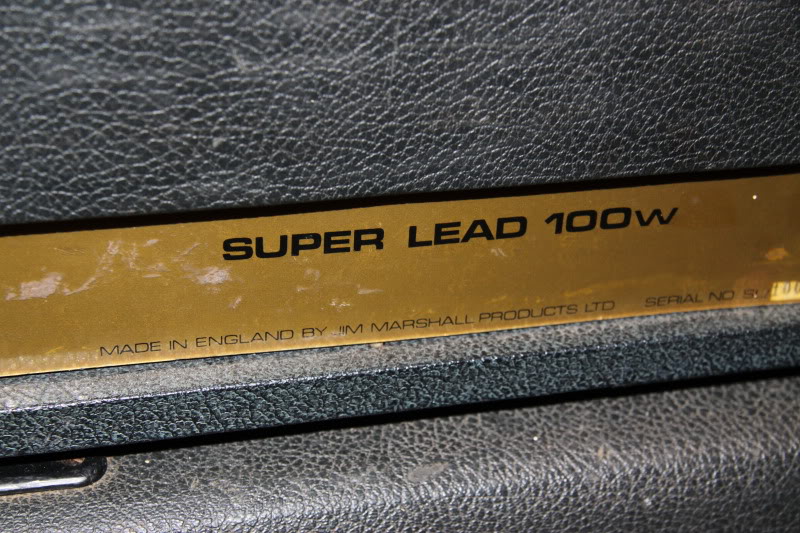 SUPER LEAD 100W
MADE IN ENGLAND BY JIM MARSHALL PRODUCTS LTD SERIAL NO